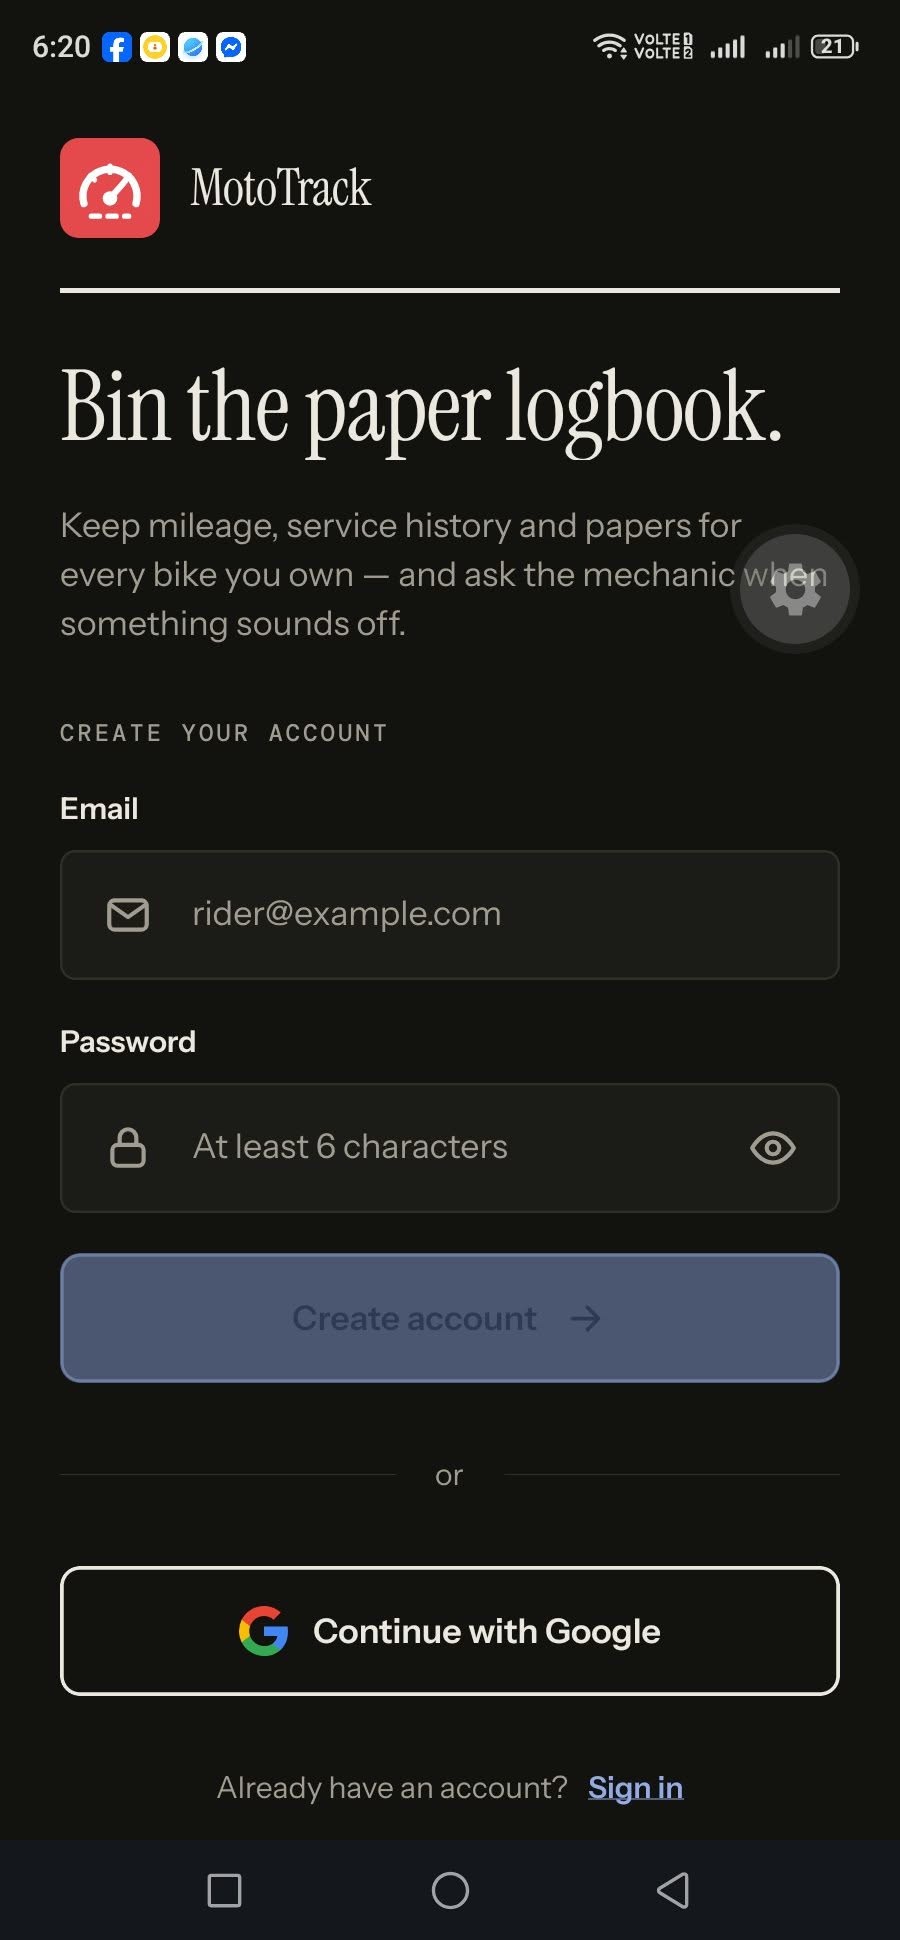 6:20
VoLTE 1
VoLTE 2
21
MotoTrack
Bin the paper logbook.
Keep mileage, service history and papers for
every bike you own — and ask the mechanic when
something sounds off.
CREATE YOUR ACCOUNT
Email
rider@example.com
Password
At least 6 characters
Create account →
or
Continue with Google
Already have an account? Sign in